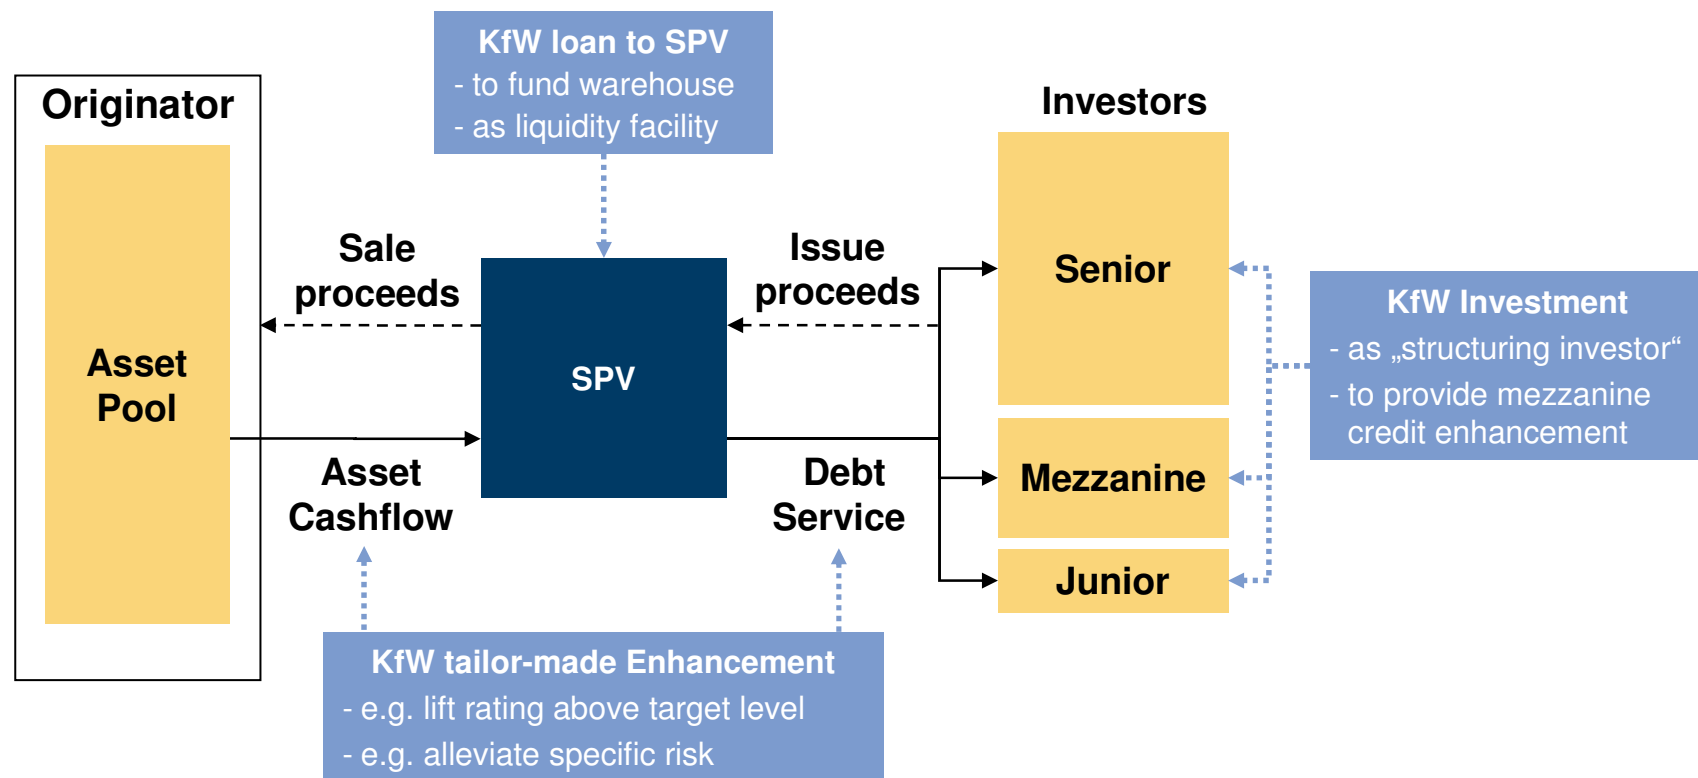 KfW loan to SPV
- to fund warehouse
- as liquidity facility
Originator
Asset
Pool
Sale
proceeds
Asset
Cashflow
SPV
Issue
proceeds
Debt
Service
Investors
Senior
Mezzanine
Junior
KfW Investment
- as „structuring investor“
- to provide mezzanine
credit enhancement
KfW tailor-made Enhancement
- e.g. lift rating above target level
- e.g. alleviate specific risk